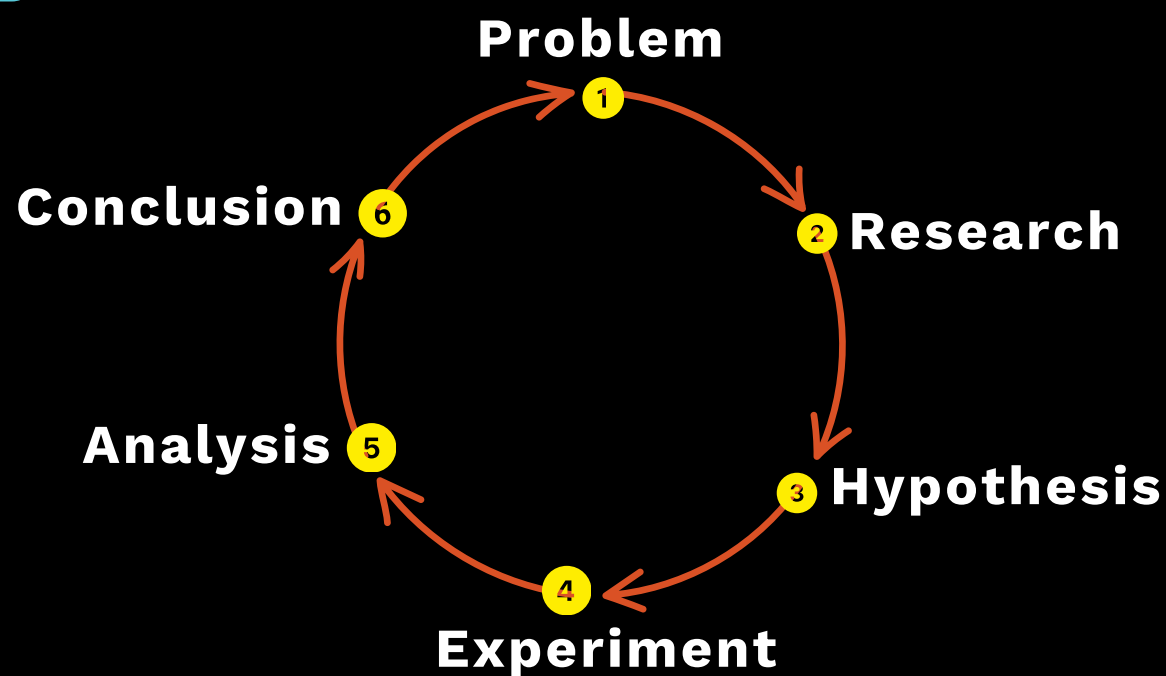 Problem
1
2 Research
3 Hypothesis
4
Experiment
5 Analysis
6 Conclusion